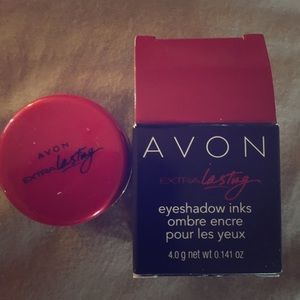 AVON
EXTRA lasting
AVON
EXTRA lasting
eyeshadow inks
ombre encre
pour les yeux
4.0 g net wt 0.141 oz